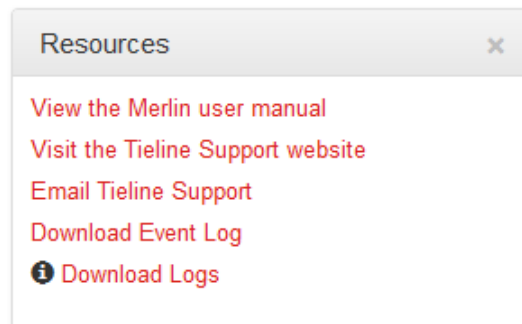 Resources
View the Merlin user manual
Visit the Tieline Support website
Email Tieline Support
Download Event Log
Download Logs